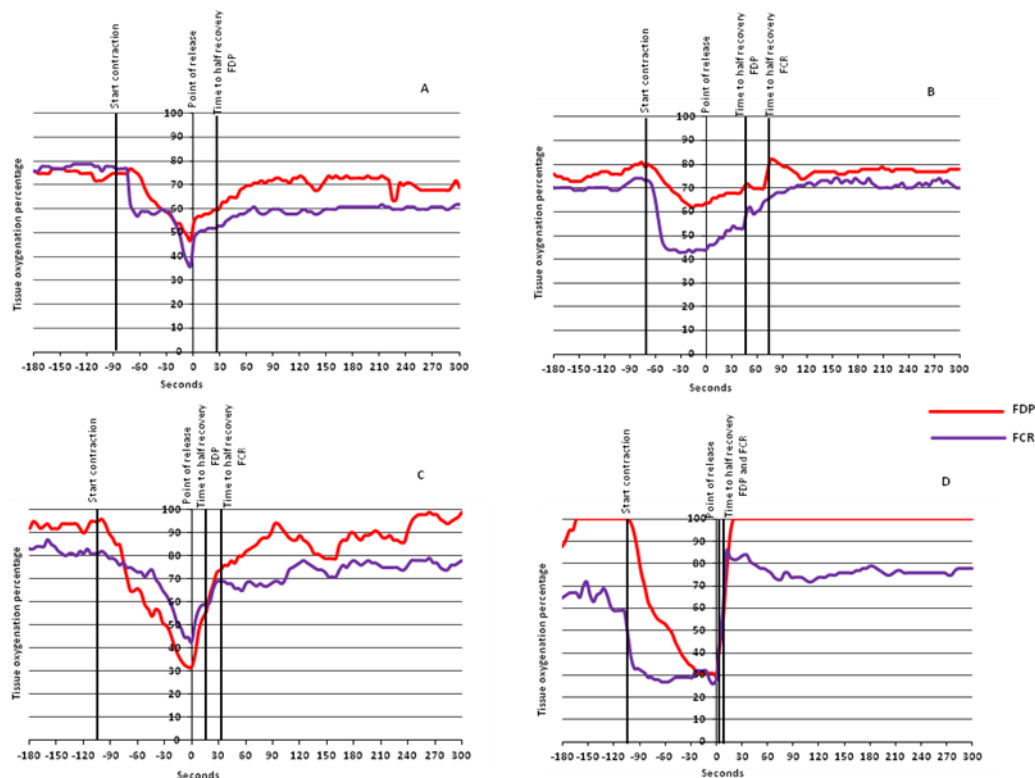 Start contraction
Point of release
Time to half recovery
FDP
A
Tissue oxygenation percentage
100
90
80
70
60
50
40
30
20
10
0
-180 -150 -120 -90 -60 -30 0 30 60 90 120 150 180 210 240 270 300
Seconds
Start contraction
Point of release
Time to half recovery
FDP
Time to half recovery
FCR
B
Tissue oxygenation percentage
100
90
80
70
60
50
40
30
20
10
0
-180 -150 -120 -90 -60 -30 0 30 60 90 120 150 180 210 240 270 300
Seconds
Start contraction
Point of release
Time to half recovery
FDP
Time to half recovery
FCR
C
Tissue oxygenation percentage
100
90
80
70
60
50
40
30
20
10
0
-180 -150 -120 -90 -60 -30 0 30 60 90 120 150 180 210 240 270 300
Seconds
Start contraction
Point of release
Time to half recovery
FDP and FCR
D
Tissue oxygenation percentage
100
90
80
70
60
50
40
30
20
10
0
-180 -150 -120 -90 -60 -30 0 30 60 90 120 150 180 210 240 270 300
Seconds
FDP
FCR